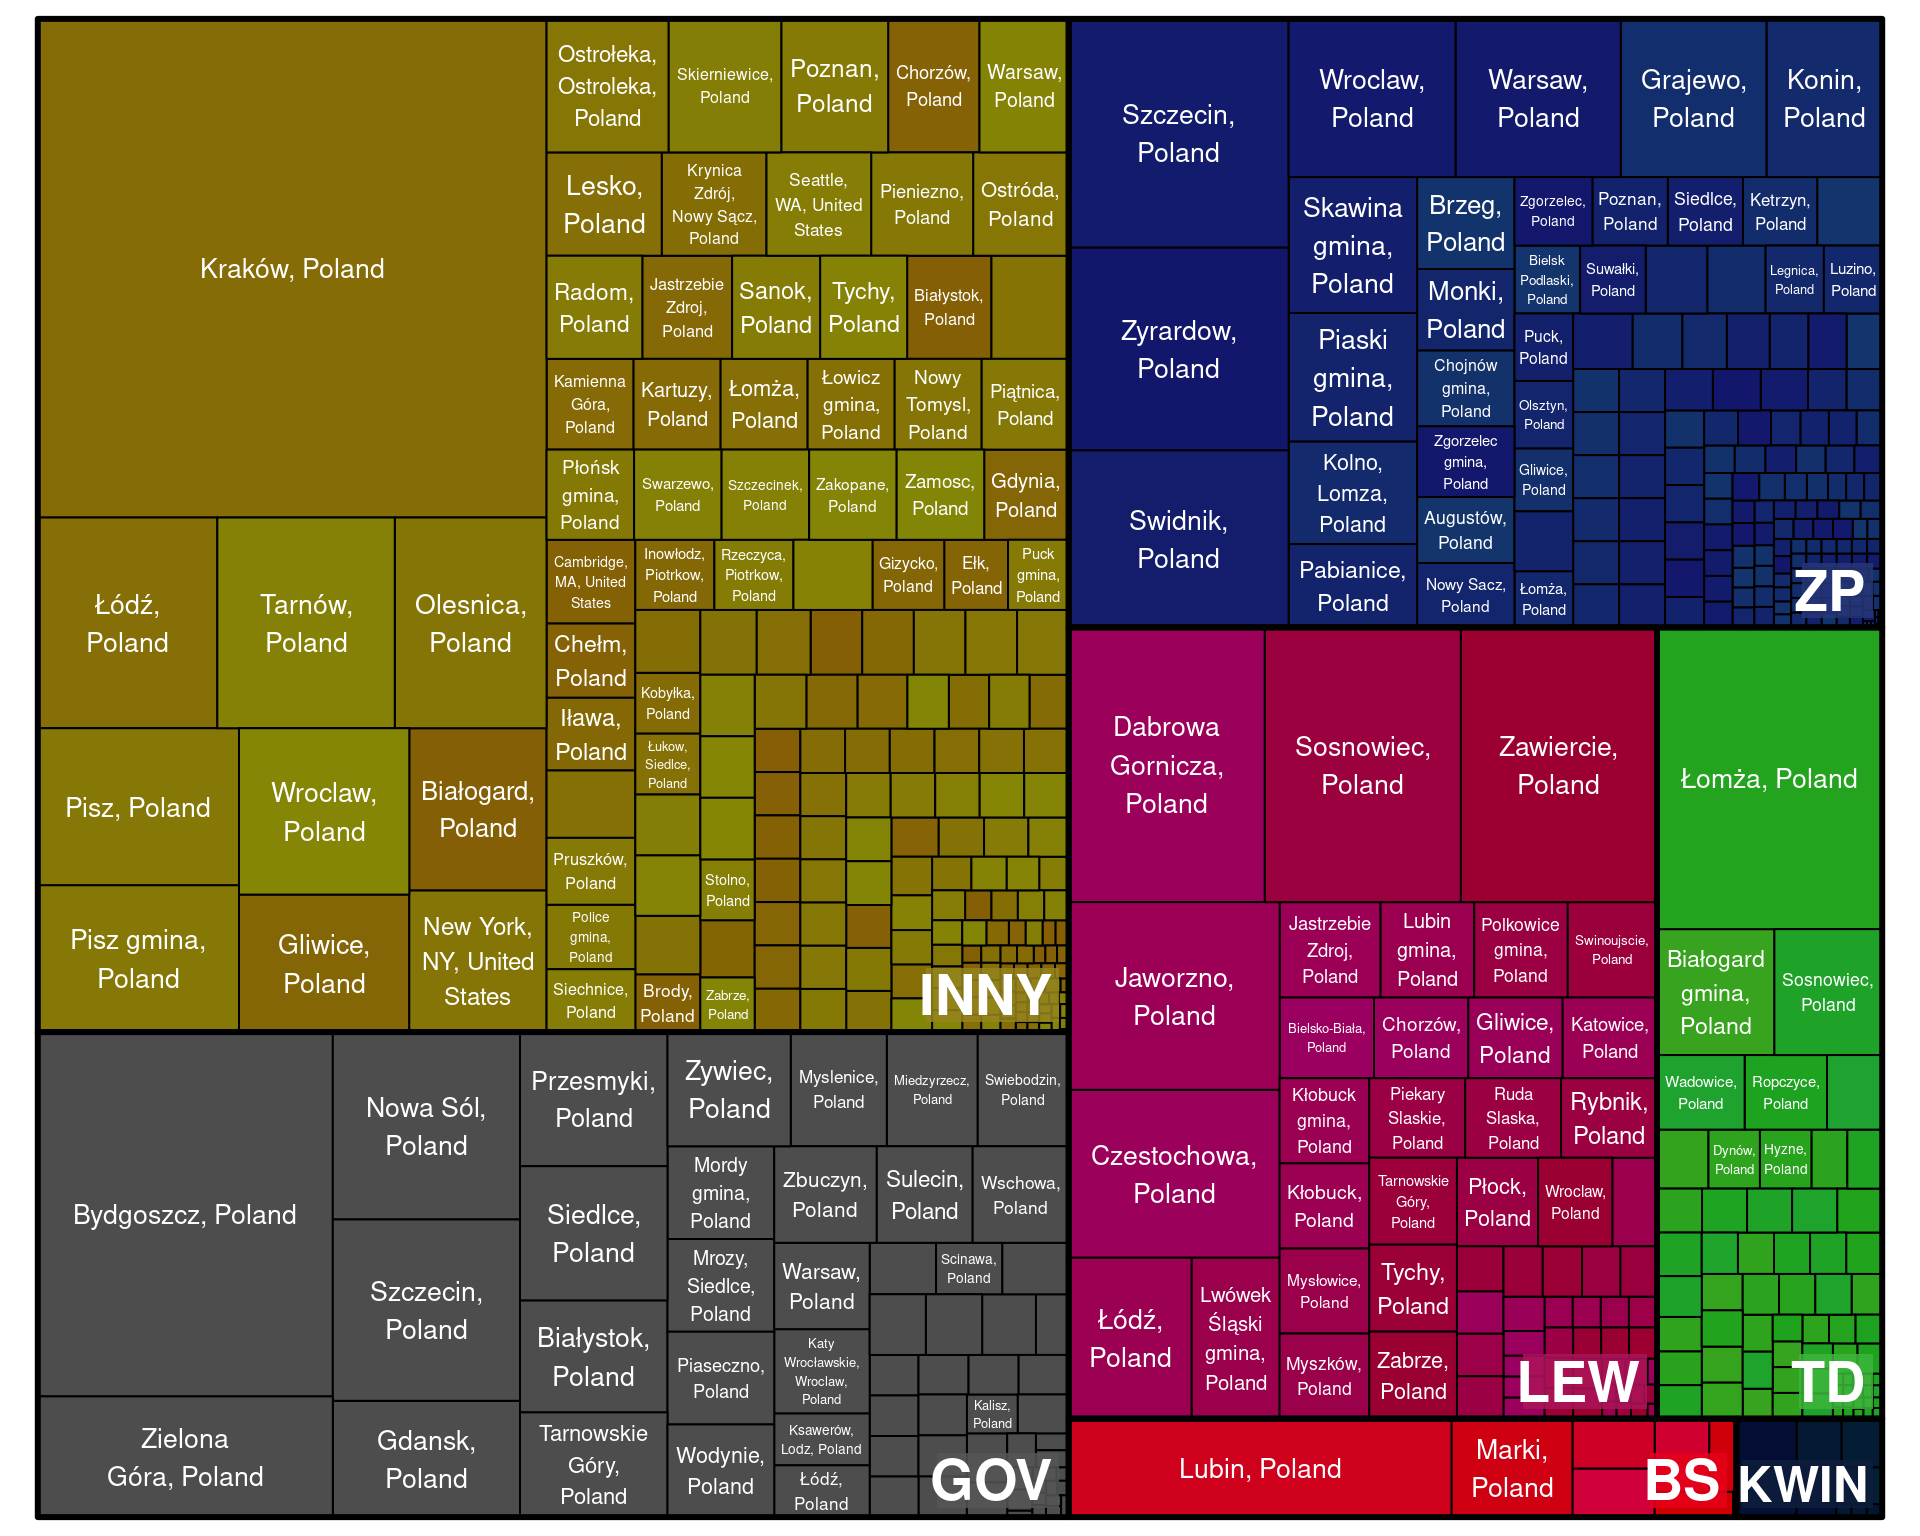 Kraków, Poland
Łódź,
Poland
Tarnów,
Poland
Olesnica,
Poland
Pisz, Poland
Wroclaw,
Poland
Białogard,
Poland
Pisz gmina,
Poland
Gliwice,
Poland
New York,
NY, United
States
Ostrołeka,
Ostroleka,
Poland
Skierniewice,
Poland
Poznan,
Poland
Chorzów,
Poland
Warsaw,
Poland
Lesko,
Poland
Krynica
Zdrój,
Nowy Sącz,
Poland
Seattle,
WA, United
States
Pieniezno,
Poland
Ostróda,
Poland
Radom,
Poland
Jastrzebie
Zdroj,
Poland
Sanok,
Poland
Tychy,
Poland
Białystok,
Poland
Kamienna
Góra,
Poland
Kartuzy,
Poland
Łomża,
Poland
Łowicz
gmina,
Poland
Nowy
Tomysl,
Poland
Piątnica,
Poland
Płońsk
gmina,
Poland
Swarzewo,
Poland
Szczecinek,
Poland
Zakopane,
Poland
Zamosc,
Poland
Gdynia,
Poland
Cambridge,
MA, United
States
Inowłodz,
Piotrkow,
Poland
Rzeczyca,
Piotrkow,
Poland
Gizycko,
Poland
Ełk,
Poland
Puck
gmina,
Poland
Chełm,
Poland
Iława,
Poland
Kobyłka,
Poland
Łukow,
Siedlce,
Poland
Pruszków,
Poland
Stolno,
Poland
Police
gmina,
Poland
Siechnice,
Poland
Brody,
Poland
Zabrze,
Poland
INNY
Bydgoszcz, Poland
Zielona
Góra, Poland
Nowa Sól,
Poland
Szczecin,
Poland
Gdansk,
Poland
Przesmyki,
Poland
Siedlce,
Poland
Białystok,
Poland
Tarnowskie
Góry,
Poland
Zywiec,
Poland
Myslenice,
Poland
Miedzyrzecz,
Poland
Swiebodzin,
Poland
Mordy
gmina,
Poland
Zbuczyn,
Poland
Sulecin,
Poland
Wschowa,
Poland
Mrozy,
Siedlce,
Poland
Warsaw,
Poland
Scinawa,
Poland
Piaseczno,
Poland
Katy
Wrocławskie,
Wroclaw,
Poland
Kalisz,
Poland
Wodynie,
Poland
Ksawerów,
Lodz, Poland
Łódź,
Poland
GOV
Szczecin,
Poland
Zyrardow,
Poland
Swidnik,
Poland
Wroclaw,
Poland
Warsaw,
Poland
Grajewo,
Poland
Konin,
Poland
Skawina
gmina,
Poland
Piaski
gmina,
Poland
Kolno,
Lomza,
Poland
Pabianice,
Poland
Brzeg,
Poland
Monki,
Poland
Chojnów
gmina,
Poland
Zgorzelec
gmina,
Poland
Augustów,
Poland
Nowy Sacz,
Poland
Zgorzelec,
Poland
Poznan,
Poland
Siedlce,
Poland
Ketrzyn,
Poland
Bielsk
Podlaski,
Poland
Suwałki,
Poland
Legnica,
Poland
Luzino,
Poland
Puck,
Poland
Olsztyn,
Poland
Gliwice,
Poland
Łomża,
Poland
ZP
Dabrowa
Gornicza,
Poland
Sosnowiec,
Poland
Zawiercie,
Poland
Jaworzno,
Poland
Czestochowa,
Poland
Łódź,
Poland
Lwówek
Śląski
gmina,
Poland
Jastrzebie
Zdroj,
Poland
Lubin
gmina,
Poland
Polkowice
gmina,
Poland
Swinoujscie,
Poland
Bielsko-Biała,
Poland
Chorzów,
Poland
Gliwice,
Poland
Katowice,
Poland
Kłobuck
gmina,
Poland
Piekary
Slaskie,
Poland
Ruda
Slaska,
Poland
Rybnik,
Poland
Kłobuck,
Poland
Tarnowskie
Góry,
Poland
Płock,
Poland
Wroclaw,
Poland
Mysłowice,
Poland
Tychy,
Poland
Myszków,
Poland
Zabrze,
Poland
LEW
Łomża, Poland
Białogard
gmina,
Poland
Sosnowiec,
Poland
Wadowice,
Poland
Ropczyce,
Poland
Dynów,
Poland
Hyzne,
Poland
TD
Lubin, Poland
Marki,
Poland
BS
KWIN